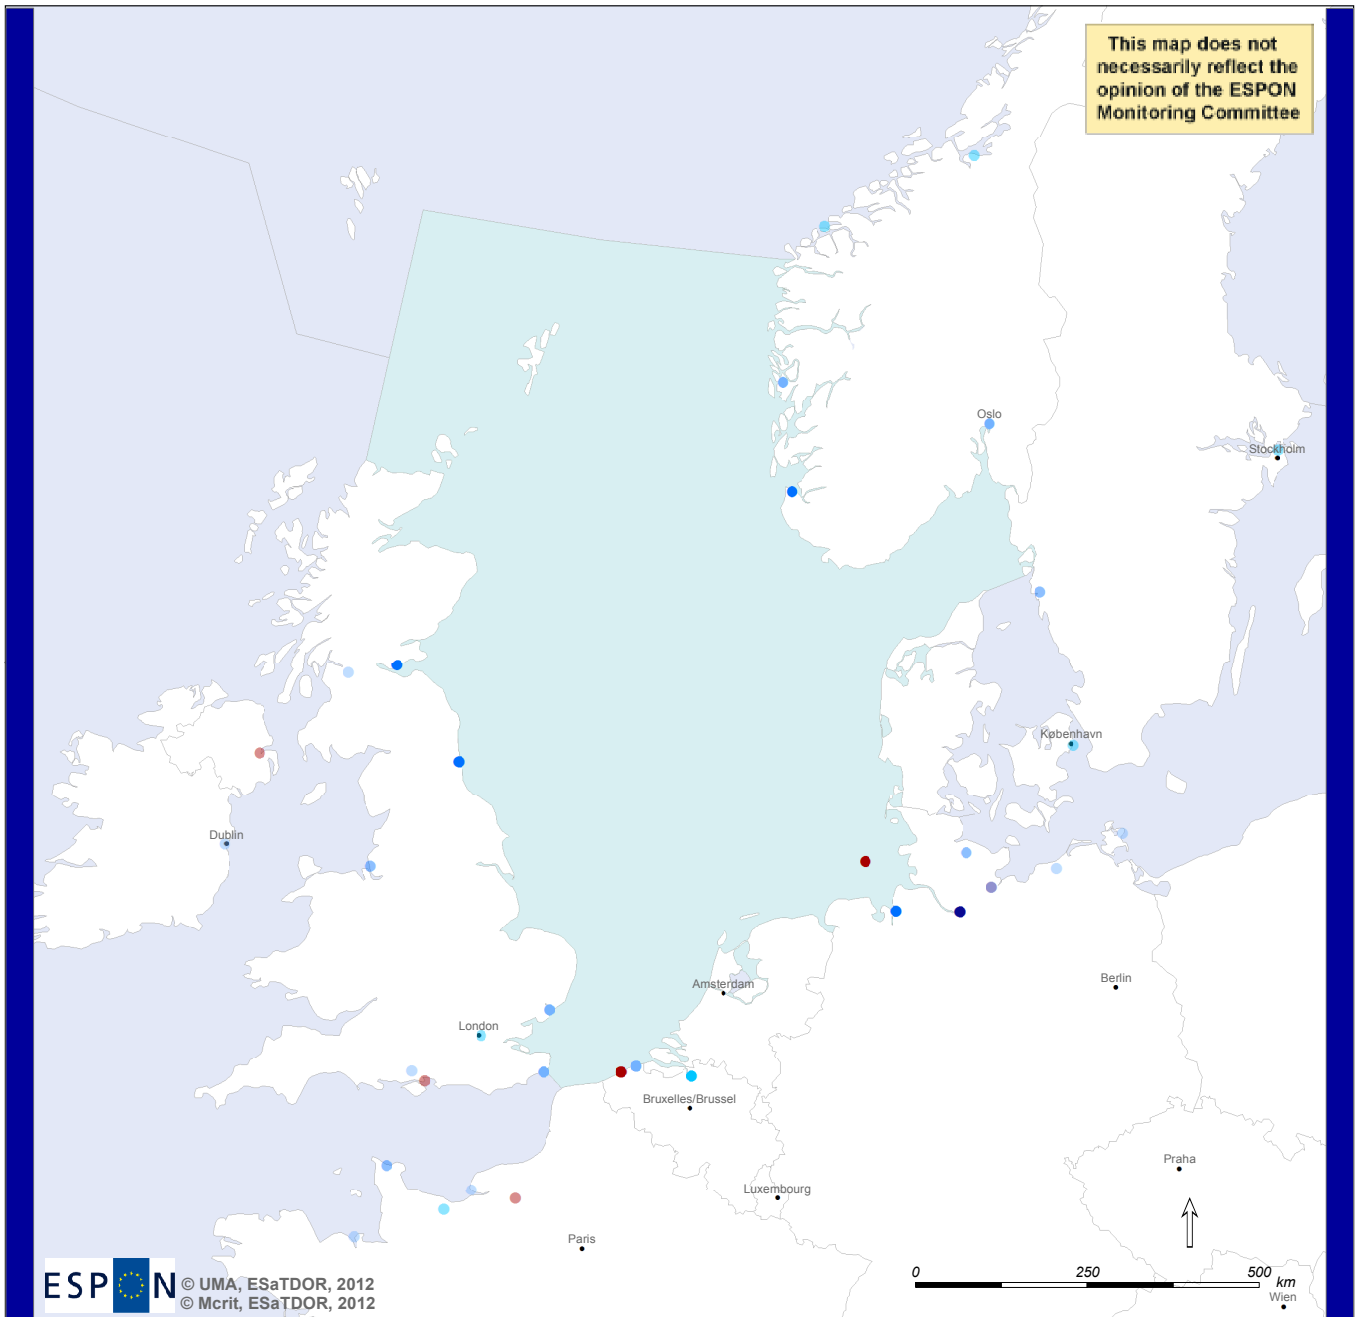 This map does not
necessarily reflect the
opinion of the ESPON
Monitoring Committee
Oslo
Stockholm
København
Dublin
Berlin
Amsterdam
London
Bruxelles/Brussel
Praha
Luxembourg
Paris
ESPON
© UMA, ESaTDOR, 2012
© Mcrit, ESaTDOR, 2012
0 250 500 km
Wien